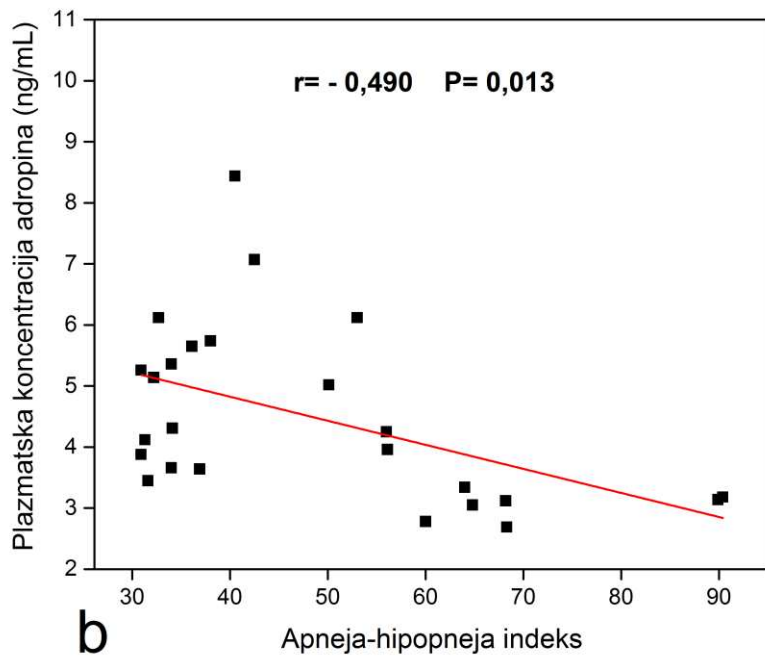 r= - 0,490 P= 0,013
Plazmatska koncentracija adropina (ng/mL)
11
10
9
8
7
6
5
4
3
2
30 40 50 60 70 80 90
b
Apneja-hipopneja indeks